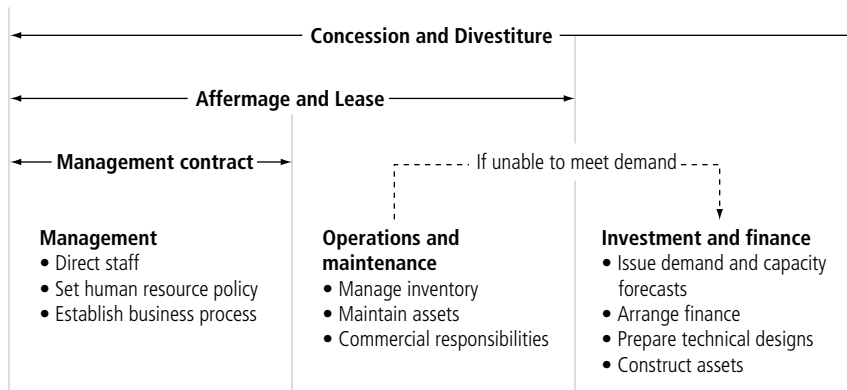 Concession and Divestiture
Affermage and Lease
Management contract
If unable to meet demand
Management
• Direct staff
• Set human resource policy
• Establish business process
Operations and
maintenance
• Manage inventory
• Maintain assets
• Commercial responsibilities
Investment and finance
• Issue demand and capacity
forecasts
• Arrange finance
• Prepare technical designs
• Construct assets